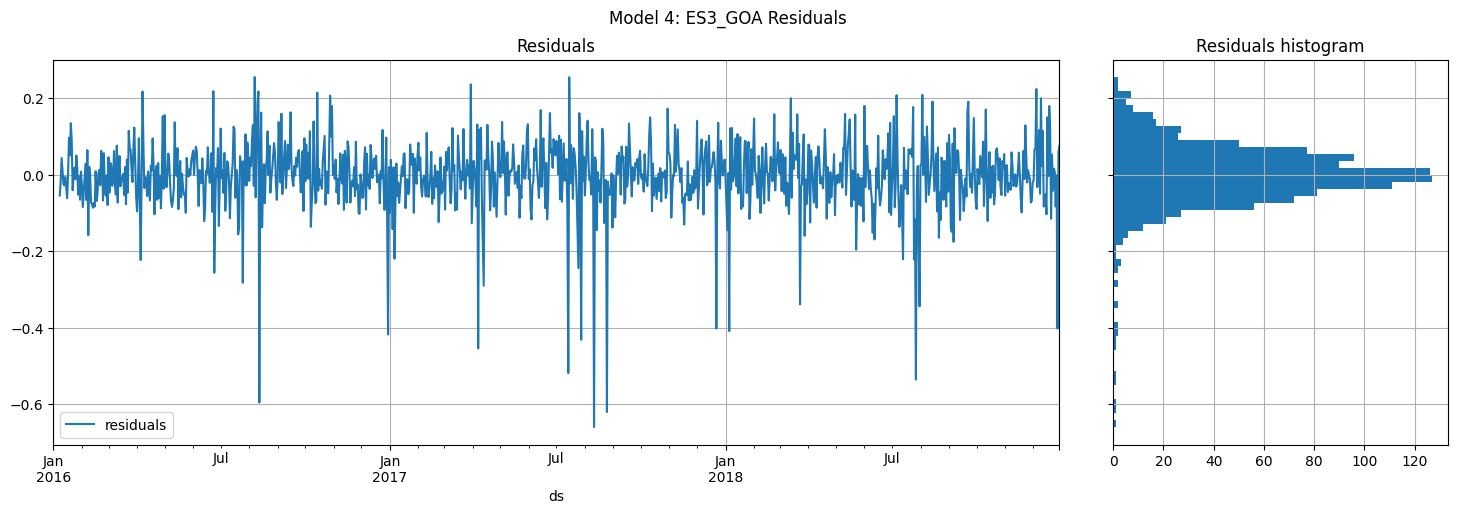 Model 4: ES3_GOA Residuals
Residuals
Residuals histogram
0.2
0.0
−0.2
−0.4
−0.6
residuals
Jan
2016
Jul
Jan
2017
Jul
Jan
2018
Jul
ds
0
20
40
60
80
100
120